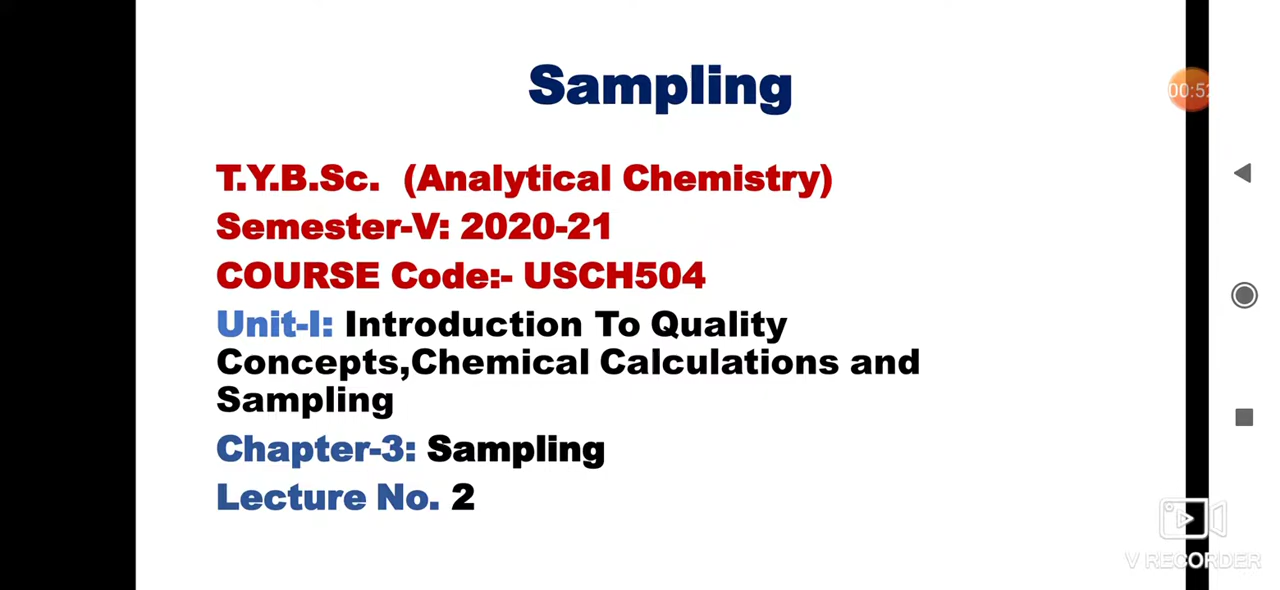 Sampling
00:52
T.Y.B.Sc. (Analytical Chemistry)
Semester-V: 2020-21
COURSE Code:- USCH504
Unit-I: Introduction To Quality
Concepts,Chemical Calculations and
Sampling
Chapter-3: Sampling
Lecture No. 2
V RECORDER